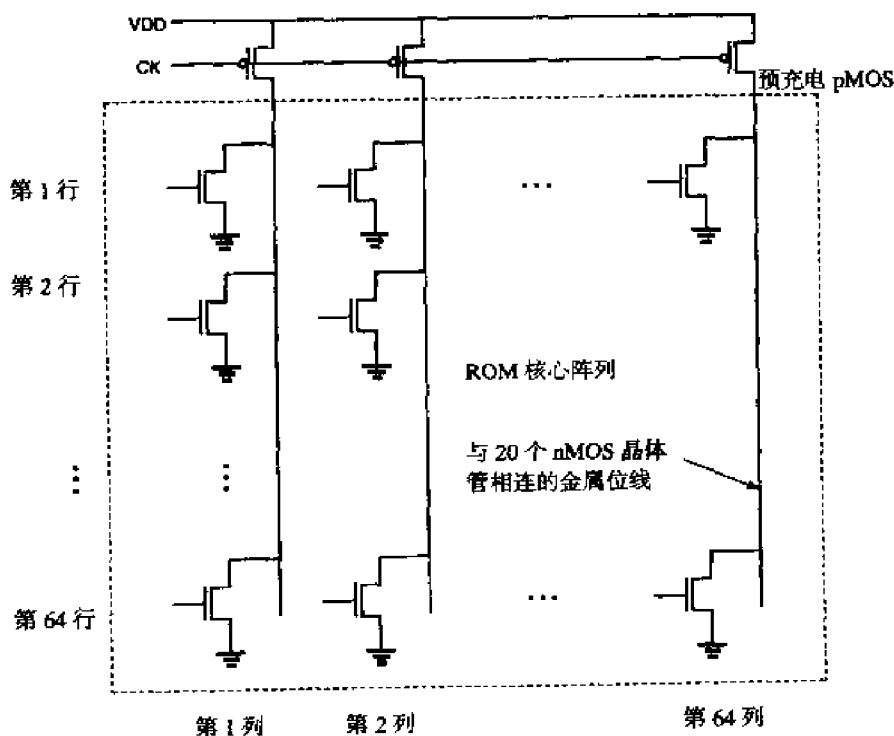 VDD
CK
预充电 pMOS
第 1 行
...
第 2 行
ROM 核心阵列
与 20 个 nMOS 晶体
管相连的金属位线
...
...
第 64 行
...
第 1 列
第 2 列
第 64 列